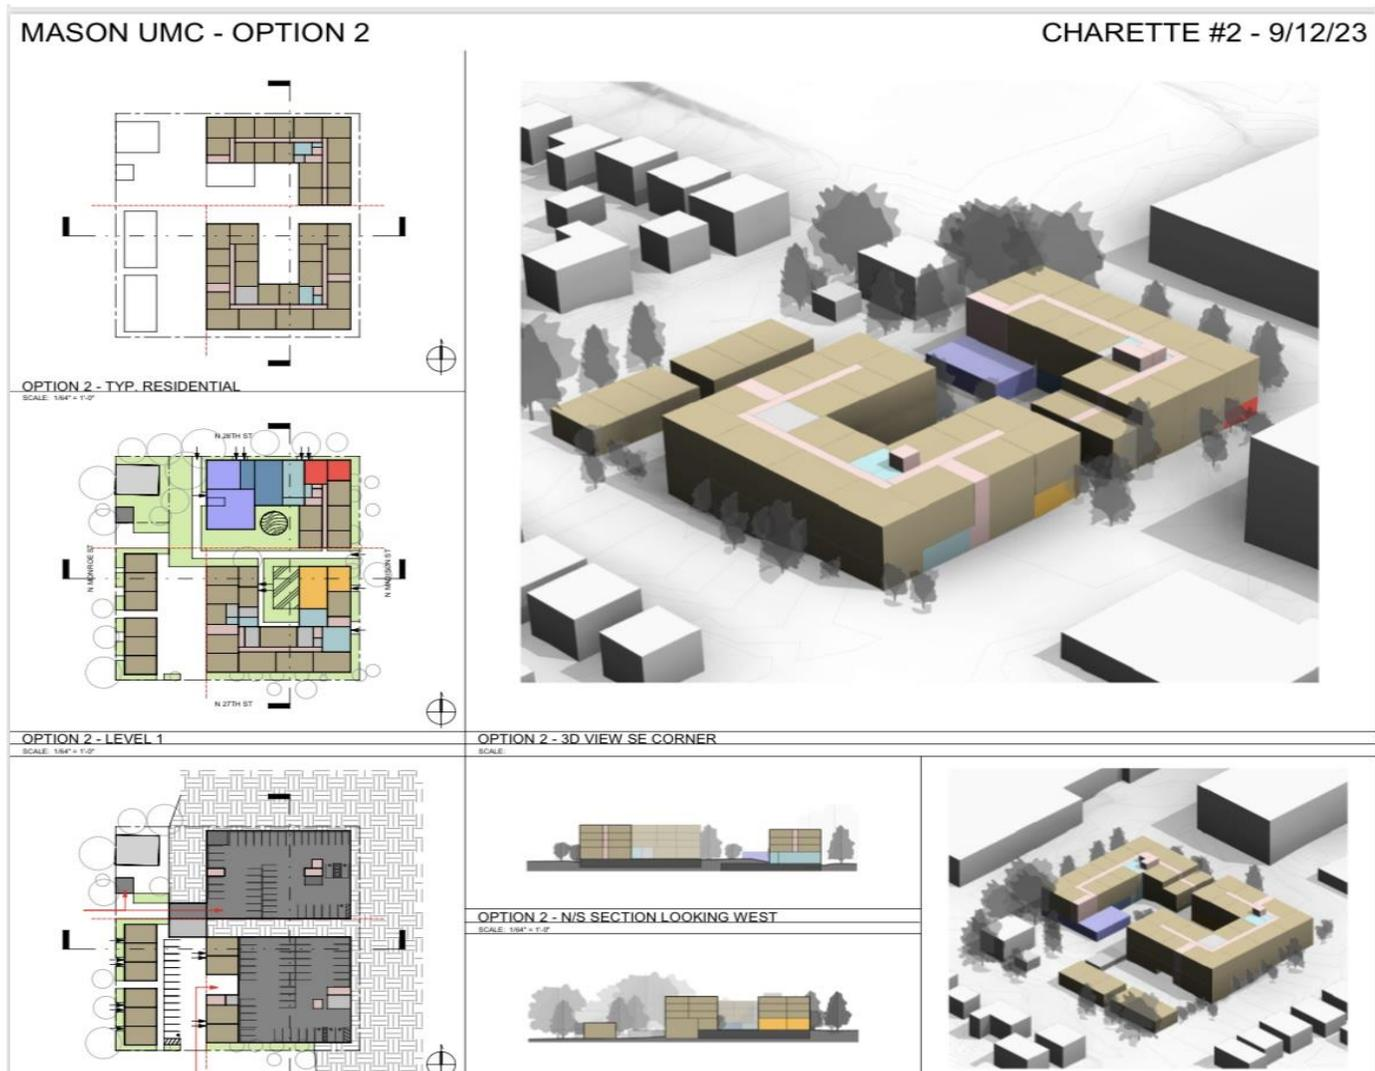 MASON UMC - OPTION 2
CHARETTE #2 - 9/12/23
OPTION 2 - TYP. RESIDENTIAL
SCALE: 1/64" = 1'-0"
N 28TH ST
N MONROE ST
N MADISON ST
N 27TH ST
OPTION 2 - LEVEL 1
SCALE: 1/64" = 1'-0"
OPTION 2 - 3D VIEW SE CORNER
SCALE:
OPTION 2 - N/S SECTION LOOKING WEST
SCALE: 1/64" = 1'-0"